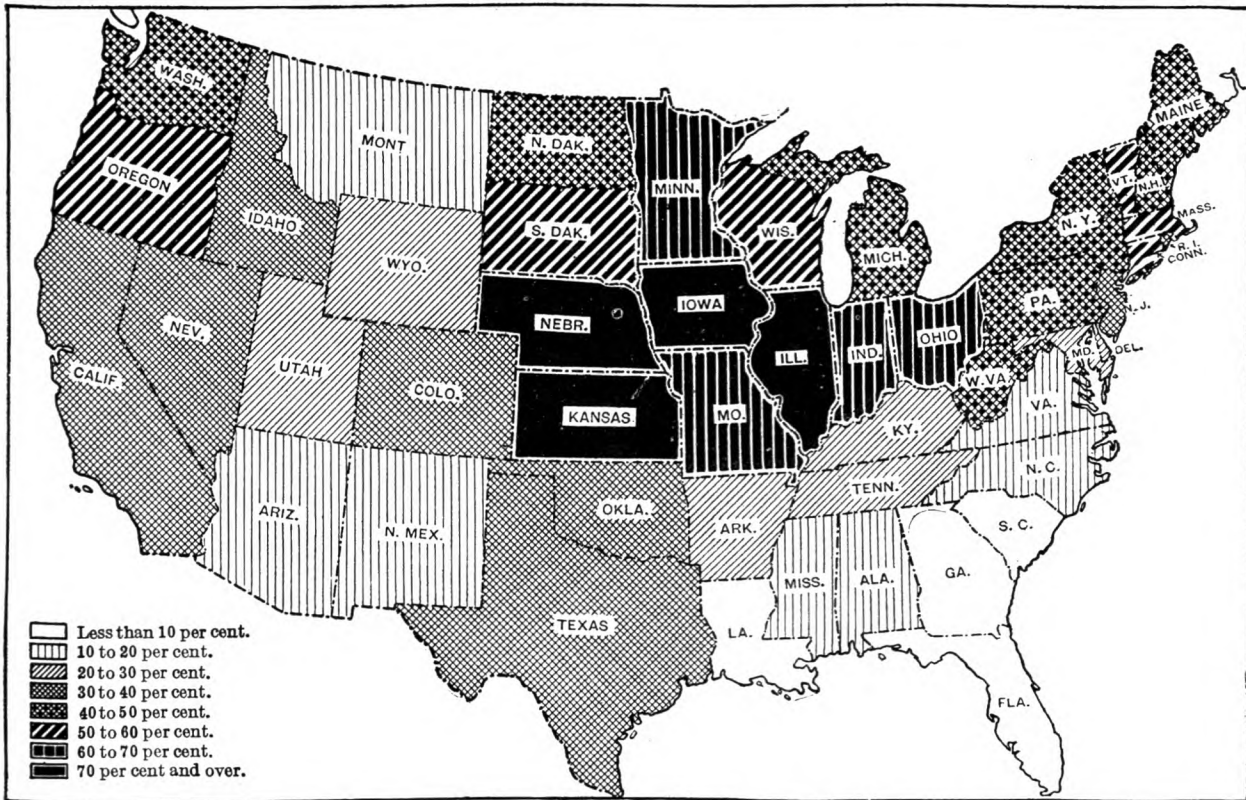 WASH.
MONT
N. DAK.
MINN.
MAINE
OREGON
IDAHO
S. DAK.
WIS.
MICH.
VT.
N.H.
N.Y.
MASS.
R. I.
CONN.
WYO.
NEV.
NEBR.
IOWA
PA.
N. J.
CALIF.
UTAH
COLO.
KANSAS
ILL.
IND.
OHIO
MD.
DEL.
W.VA.
MO.
KY.
VA.
N. C.
ARIZ.
N. MEX.
OKLA.
ARK.
TENN.
S. C.
MISS.
ALA.
GA.
TEXAS
LA.
FLA.
Less than 10 per cent.
10 to 20 per cent.
20 to 30 per cent.
30 to 40 per cent.
40 to 50 per cent.
50 to 60 per cent.
60 to 70 per cent.
70 per cent and over.